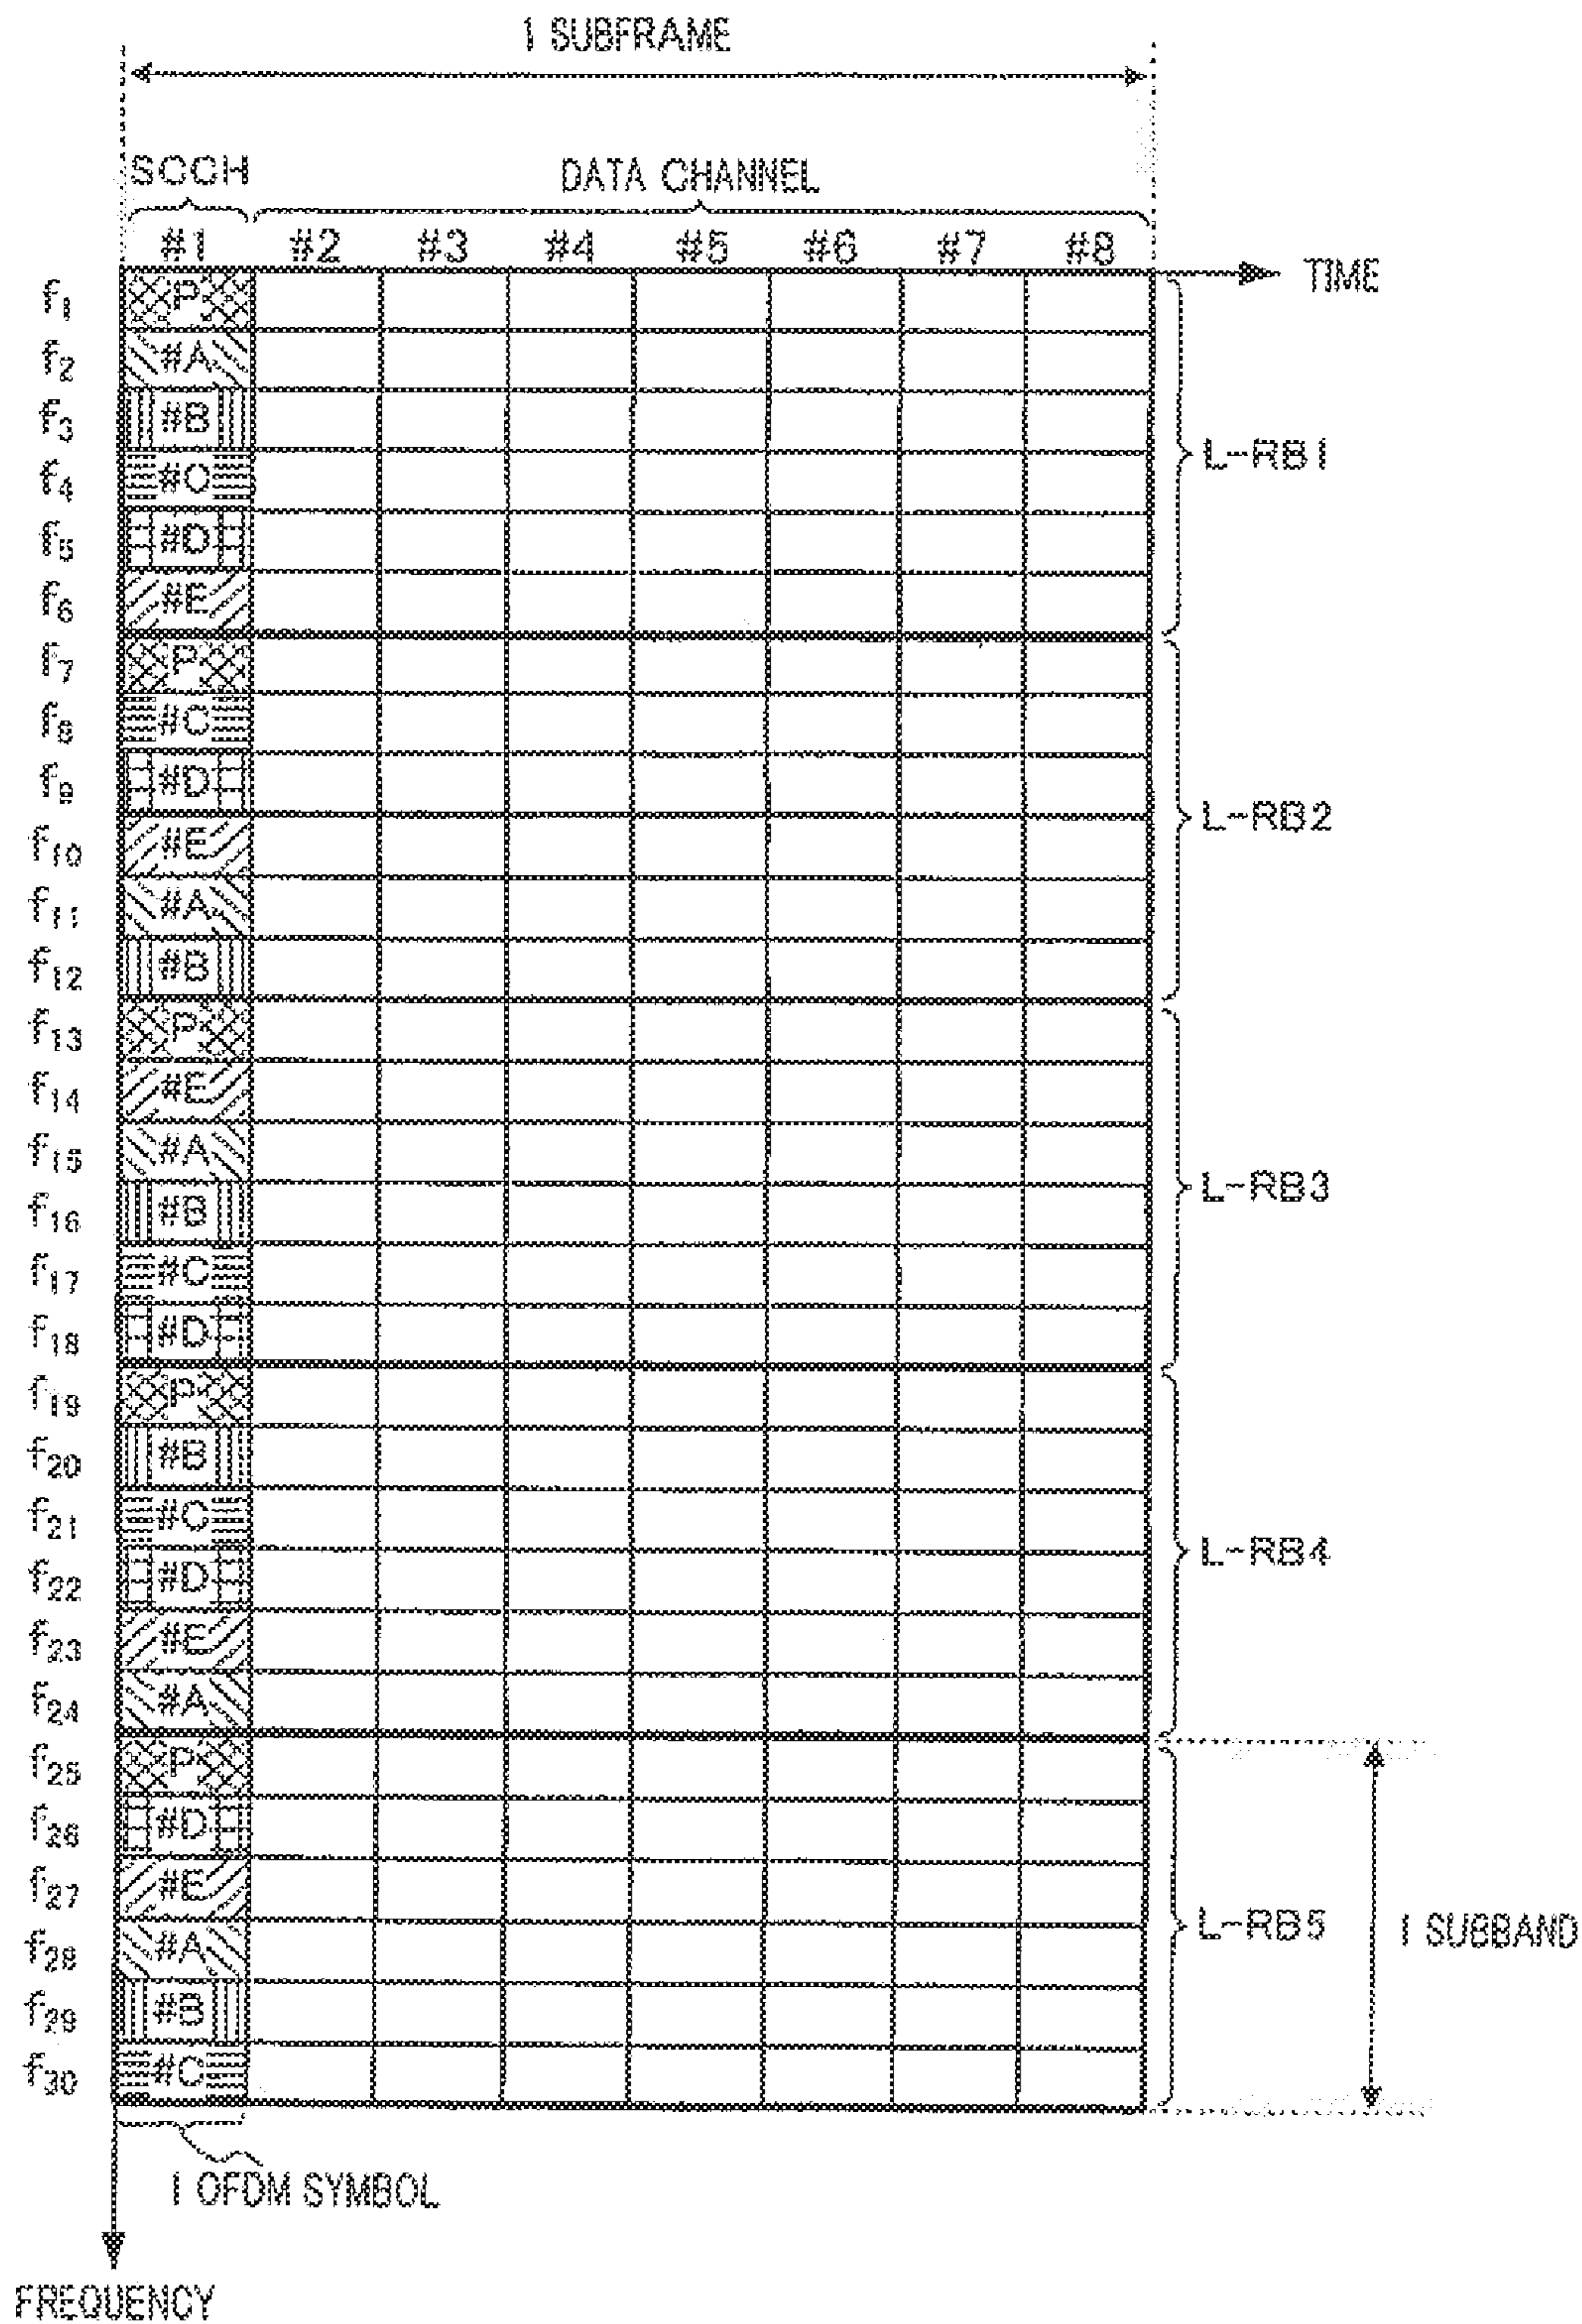 1 SUBFRAME
SCCH DATA CHANNEL
#1 #2 #3 #4 #5 #6 #7 #8
TIME
f1 P
f2 #A
f3 #B
f4 #C L-RB1
f5 #D
f6 #E
f7 P
f8 #C
f9 #D
f10 #E L-RB2
f11 #A
f12 #B
f13 P
f14 #E
f15 #A
f16 #B L-RB3
f17 #C
f18 #D
f19 P
f20 #B
f21 #C
f22 #D L-RB4
f23 #E
f24 #A
f25 P
f26 #D
f27 #E
f28 #A L-RB5 1 SUBBAND
f29 #B
f30 #C
1 OFDM SYMBOL
FREQUENCY